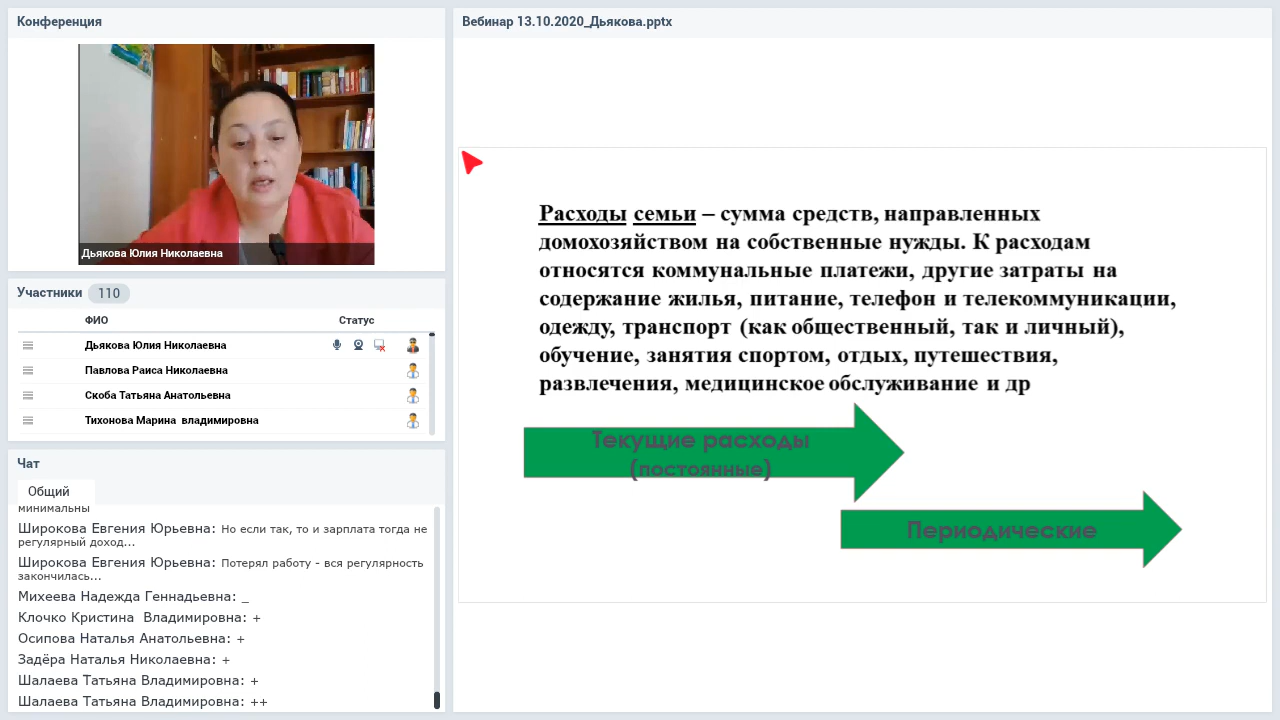 Конференция
Дьякова Юлия Николаевна
Участники 110
ФИО Статус
Дьякова Юлия Николаевна
Павлова Раиса Николаевна
Скоба Татьяна Анатольевна
Тихонова Марина владимировна
Чат
Общий
минимальны
Широкова Евгения Юрьевна: Но если так, то и зарплата тогда не
регулярный доход...
Широкова Евгения Юрьевна: Потерял работу - вся регулярность
закончилась...
Михеева Надежда Геннадьевна: _
Клочко Кристина Владимировна: +
Осипова Наталья Анатольевна: +
Задёра Наталья Николаевна: +
Шалаева Татьяна Владимировна: +
Шалаева Татьяна Владимировна: ++
Вебинар 13.10.2020_Дьякова.pptx
Расходы семьи – сумма средств, направленных
домохозяйством на собственные нужды. К расходам
относятся коммунальные платежи, другие затраты на
содержание жилья, питание, телефон и телекоммуникации,
одежду, транспорт (как общественный, так и личный),
обучение, занятия спортом, отдых, путешествия,
развлечения, медицинское обслуживание и др
Текущие расходы
(постоянные)
Периодические